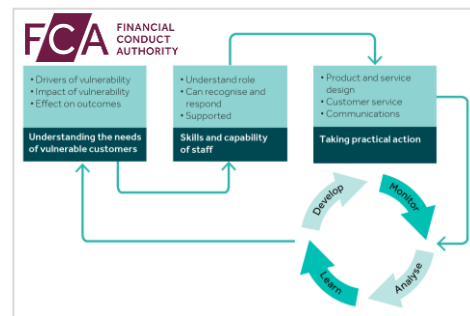 FCA
FINANCIAL
CONDUCT
AUTHORITY
• Drivers of vulnerability
• Impact of vulnerability
• Effect on outcomes
Understanding the needs
of vulnerable customers
• Understand role
• Can recognise and
respond
• Supported
Skills and capability
of staff
• Product and service
design
• Customer service
• Communications
Taking practical action
Develop
Monitor
Analyse
Learn